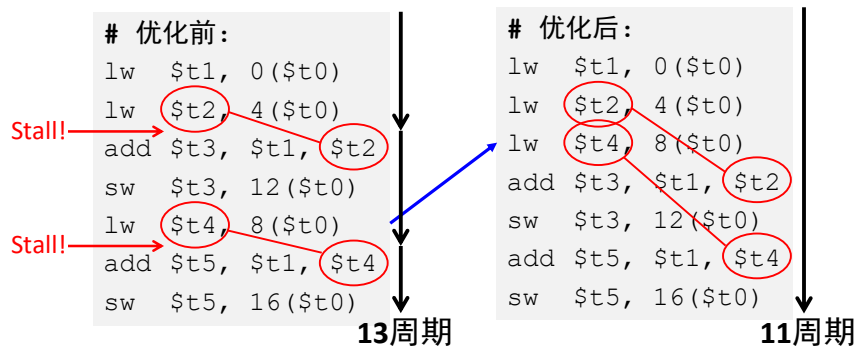 # 优化前:
lw $t1, 0($t0)
lw $t2, 4($t0)
Stall!
add $t3, $t1, $t2
sw $t3, 12($t0)
lw $t4, 8($t0)
Stall!
add $t5, $t1, $t4
sw $t5, 16($t0)
13周期
# 优化后:
lw $t1, 0($t0)
lw $t2, 4($t0)
lw $t4, 8($t0)
add $t3, $t1, $t2
sw $t3, 12($t0)
add $t5, $t1, $t4
sw $t5, 16($t0)
11周期